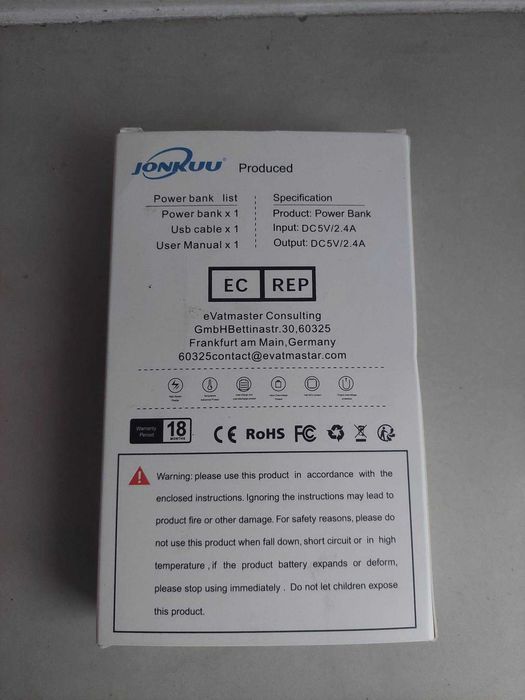 JONKUU® Produced
Power bank list
Power bank x 1
Usb cable x 1
User Manual x 1
Specification
Product: Power Bank
Input: DC5V/2.4A
Output: DC5V/2.4A
EC REP
eVatmaster Consulting
GmbHBettinastr.30,60325
Frankfurt am Main,Germany
60325contact@evatmastar.com
Warranty Period 18 MONTHS
CE RoHS FC
Warning: please use this product in accordance with the
enclosed instructions. Ignoring the instructions may lead to
product fire or other damage. For safety reasons, please do
not use this product when fall down, short circuit or in high
temperature , if the product battery expands or deform,
please stop using immediately . Do not let children expose
this product.